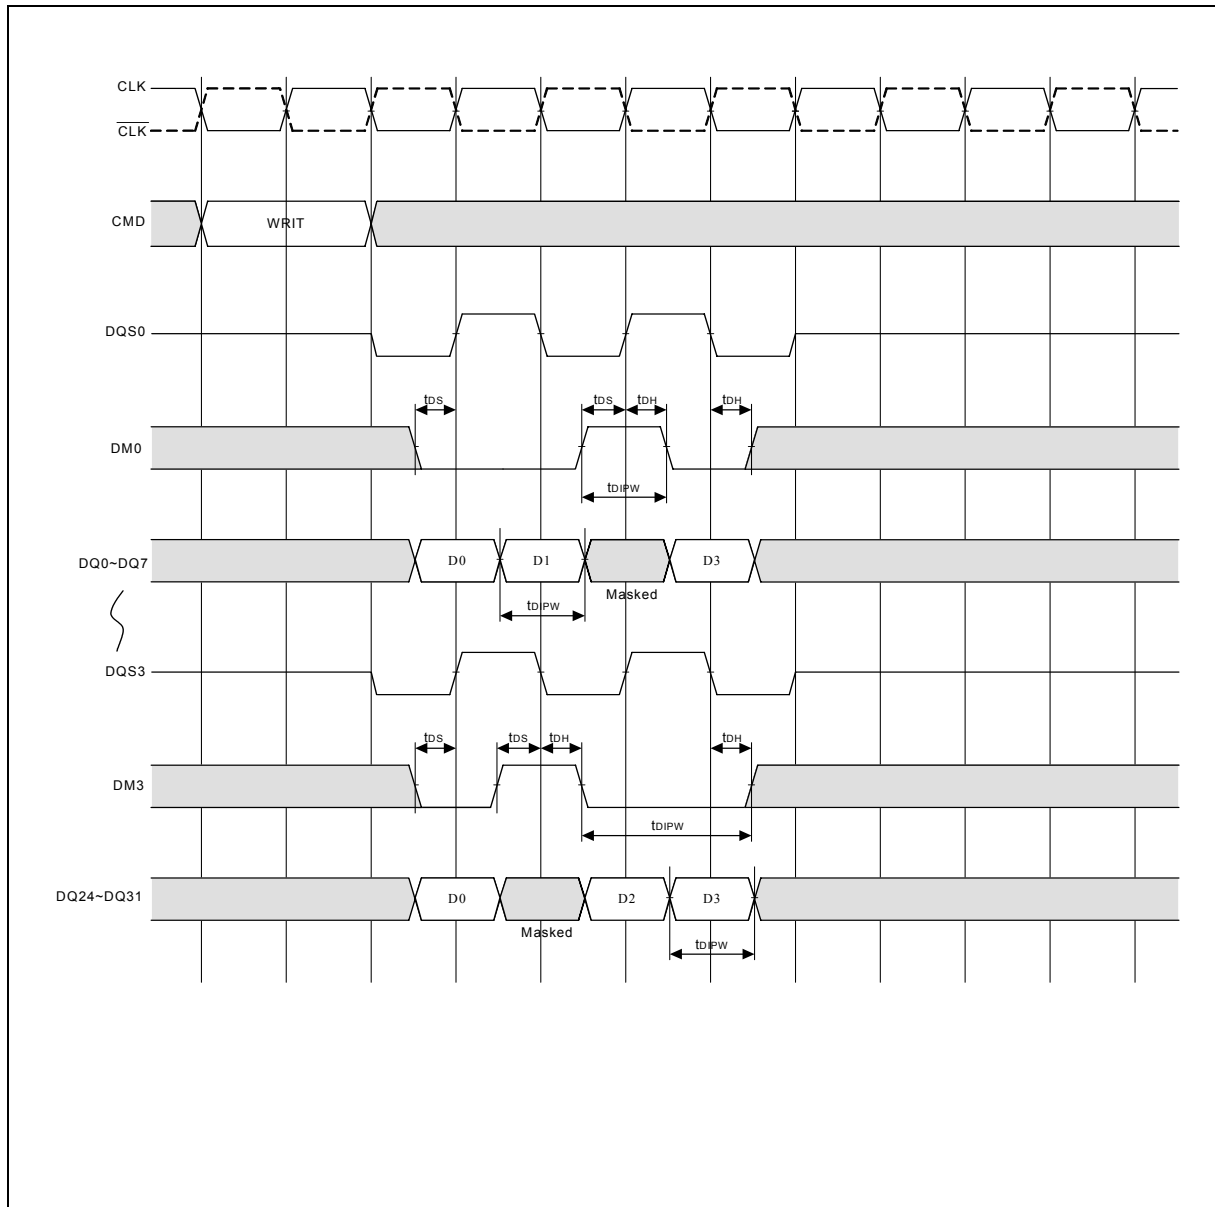 CLK
CLK
CMD
WRIT
DQS0
tDS
tDS
tDH
tDH
DM0
tDIPW
DQ0~DQ7
D0
D1
D3
Masked
tDIPW
DQS3
tDS
tDS
tDH
tDH
DM3
tDIPW
DQ24~DQ31
D0
D2
D3
Masked
tDIPW